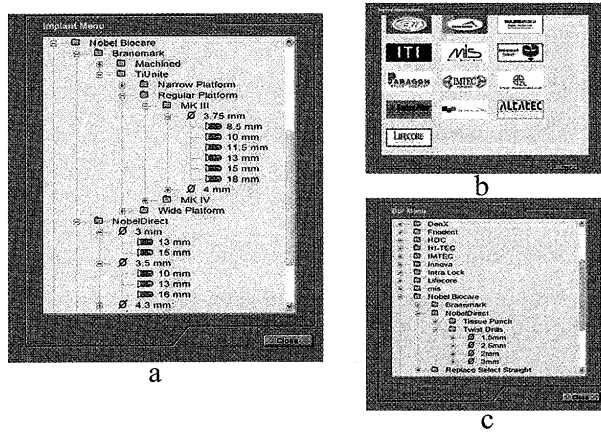 Implant Menu
Nobel Biocare
Branemark
Machined
TiUnite
Narrow Platform
Regular Platform
MK III
3.75 mm
8.5 mm
10 mm
11.5 mm
13 mm
15 mm
18 mm
4 mm
MK IV
Wide Platform
NobelDirect
3 mm
13 mm
15 mm
3.5 mm
10 mm
13 mm
16 mm
4.3 mm
Close
a
ITI
MIS
PARAGON
IMTEC
ALTATEC
LIFECORE
b
Menu
DenX
Friadent
HDC
Hi-TEC
IMTEC
Innova
Intra Lock
Lifecore
mis
Nobel Biocare
Branemark
NobelDirect
Tissue Punch
Twist Drills
1.5mm
2.5mm
2mm
3mm
Replace Select Straight
Close
c